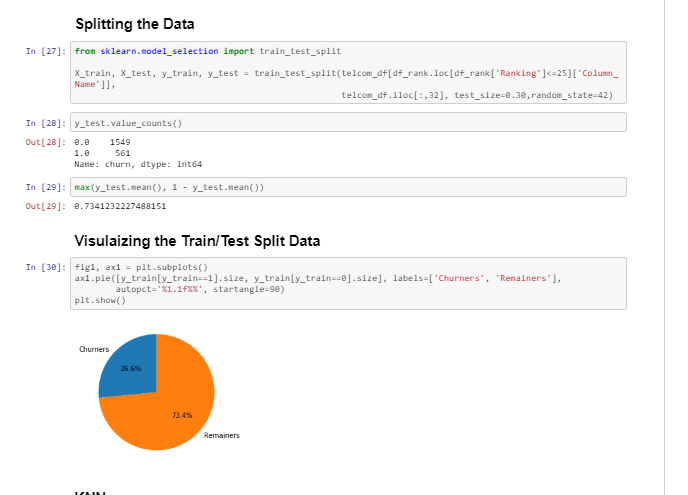 Splitting the Data
In [27]: from sklearn.model_selection import train_test_split
X_train, X_test, y_train, y_test = train_test_split(telcom_df[df_rank.loc[df_rank['Ranking']<=25]['Column_
Name']],
telcom_df.iloc[:,32], test_size=0.30,random_state=42)
In [28]: y_test.value_counts()
Out[28]: 0.0    1549
1.0     561
Name: churn, dtype: int64
In [29]: max(y_test.mean(), 1 - y_test.mean())
Out[29]: 0.7341232227488151
Visulaizing the Train/Test Split Data
In [30]: fig1, ax1 = plt.subplots()
ax1.pie([y_train[y_train==1].size, y_train[y_train==0].size], labels=['Churners', 'Remainers'],
autopct='%1.1f%%', startangle=90)
plt.show()
Churners
26.6%
73.4%
Remainers
KNN